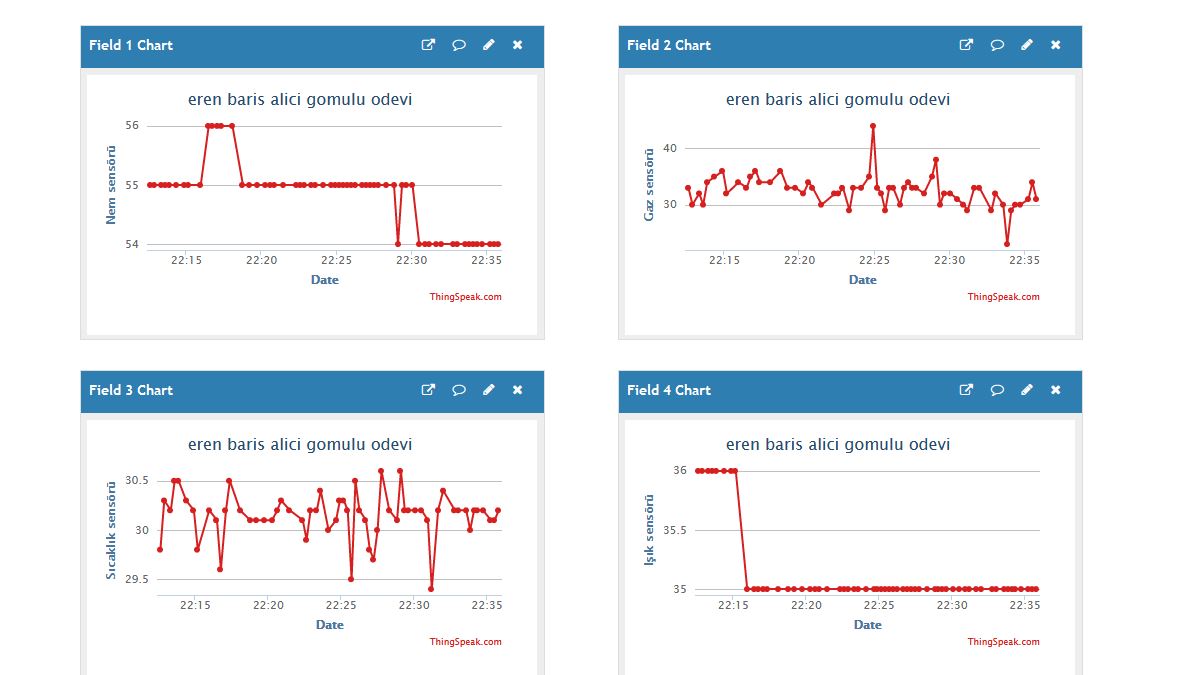 Field 1 Chart
eren baris alici gomulu odevi
Nem sensörü
56
55
54
22:15 22:20 22:25 22:30 22:35
Date
ThingSpeak.com
Field 2 Chart
eren baris alici gomulu odevi
Gaz sensörü
40
30
22:15 22:20 22:25 22:30 22:35
Date
ThingSpeak.com
Field 3 Chart
eren baris alici gomulu odevi
Sıcaklık sensörü
30.5
30
29.5
22:15 22:20 22:25 22:30 22:35
Date
ThingSpeak.com
Field 4 Chart
eren baris alici gomulu odevi
Işık sensörü
36
35.5
35
22:15 22:20 22:25 22:30 22:35
Date
ThingSpeak.com